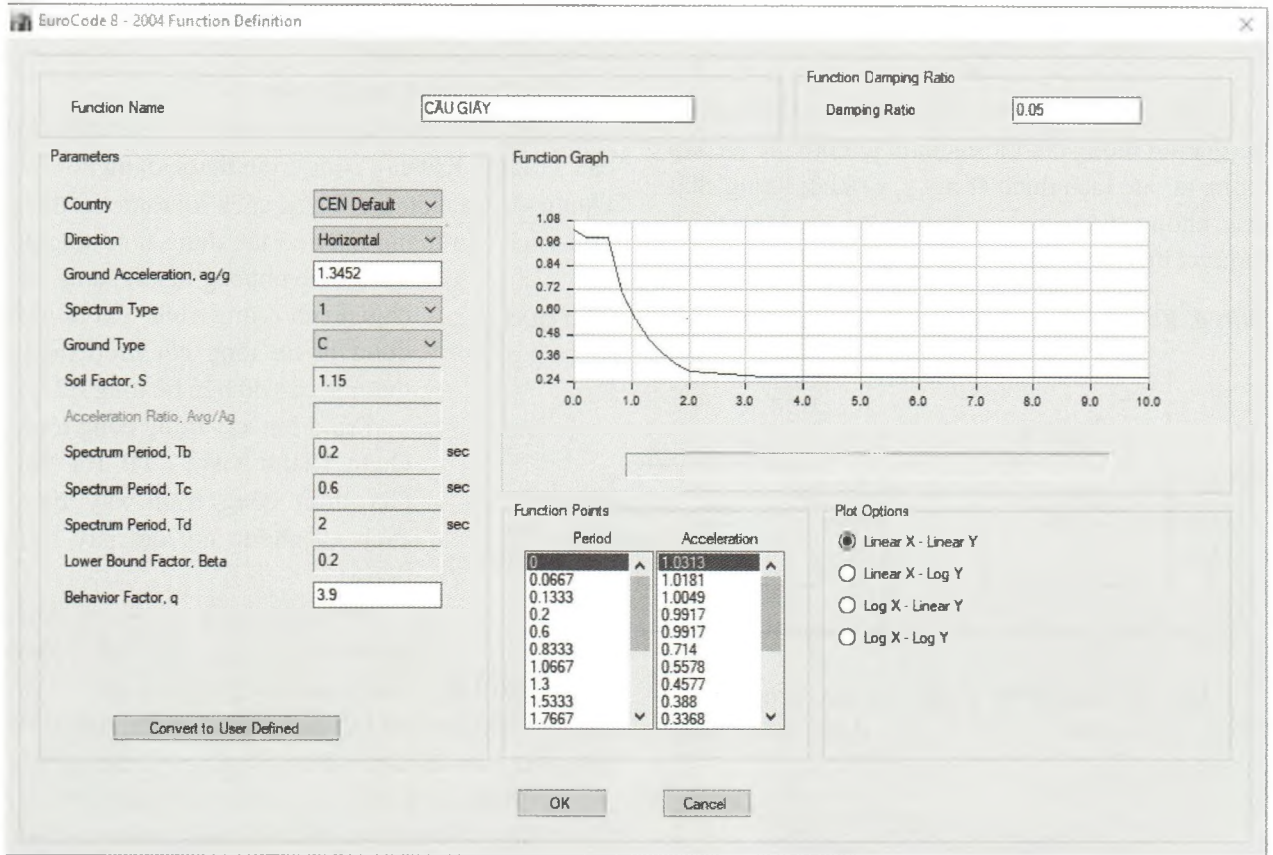 EuroCode 8 - 2004 Function Definition
Function Name
CẦU GIẤY
Function Damping Ratio
Damping Ratio
0.05
Parameters
Country
CEN Default
Direction
Horizontal
Ground Acceleration, ag/g
1.3452
Spectrum Type
1
Ground Type
C
Soil Factor, S
1.15
Acceleration Ratio, Avg/Ag
Spectrum Period, Tb
0.2
sec
Spectrum Period, Tc
0.6
sec
Spectrum Period, Td
2
sec
Lower Bound Factor, Beta
0.2
Behavior Factor, q
3.9
Convert to User Defined
Function Graph
1.08
0.96
0.84
0.72
0.60
0.48
0.36
0.24
0.0 1.0 2.0 3.0 4.0 5.0 6.0 7.0 8.0 9.0 10.0
Function Points
Period Acceleration
0 1.0313
0.0667 1.0181
0.1333 1.0049
0.2 0.9917
0.6 0.9917
0.8333 0.714
1.0667 0.5578
1.3 0.4577
1.5333 0.388
1.7667 0.3368
Plot Options
Linear X - Linear Y
Linear X - Log Y
Log X - Linear Y
Log X - Log Y
OK
Cancel